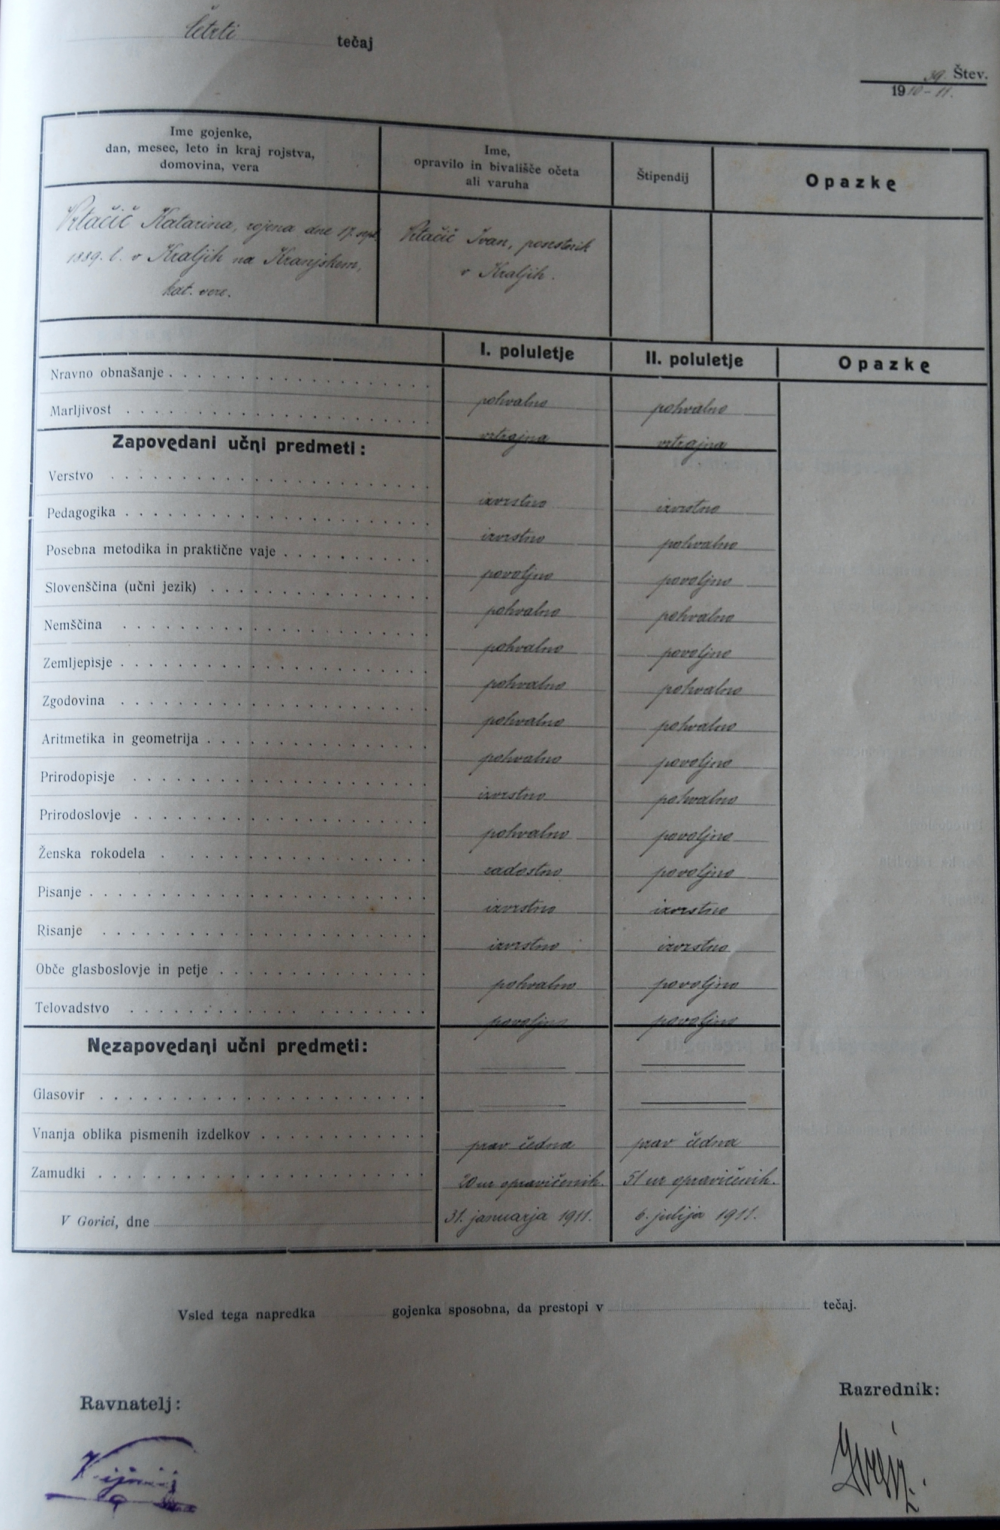 četrti tečaj
39. Štev.
1910-11.
Ime gojenke,
dan, mesec, leto in kraj rojstva,
domovina, vera
Ime,
opravilo in bivališče očeta
ali varuha
Štipendij
Opazke
Katarina, rojena dne 17. sept.
1889. l. v Kraljih na Kranjskem,
kat. vere.
Ivan, posestnik
v Kraljih.
I. poluletje II. poluletje Opazke
Nravno obnašanje pohvalno pohvalno
Marljivost vztrajna vztrajna
Zapovedani učni predmeti:
Verstvo izvrstno izvrstno
Pedagogika izvrstno pohvalno
Posebna metodika in praktične vaje povoljno povoljno
Slovenščina (učni jezik) pohvalno pohvalno
Nemščina pohvalno povoljno
Zemljepisje pohvalno pohvalno
Zgodovina pohvalno pohvalno
Aritmetika in geometrija pohvalno povoljno
Prirodopisje izvrstno pohvalno
Prirodoslovje pohvalno povoljno
Ženska rokodela zadostno povoljno
Pisanje izvrstno izvrstno
Risanje izvrstno izvrstno
Obče glasboslovje in petje pohvalno povoljno
Telovadstvo povoljno povoljno
Nezapovedani učni predmeti:
Glasovir
Vnanja oblika pismenih izdelkov prav čedna prav čedna
Zamudki 20 ur opravičenih. 51 ur opravičenih.
V Gorici, dne 31. januarja 1911. 6. julija 1911.
Vsled tega napredka gojenka sposobna, da prestopi v tečaj.
Ravnatelj:
Razrednik: